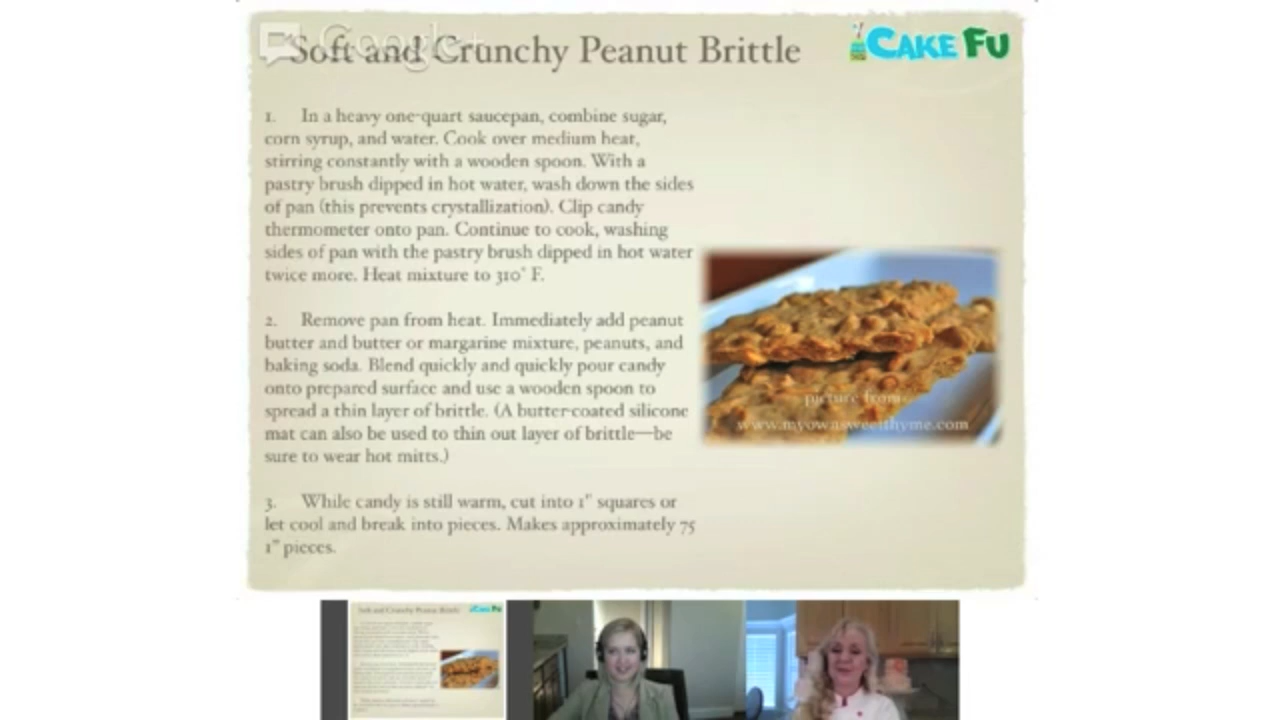 Google+
Soft and Crunchy Peanut Brittle
CAKE FU
1. In a heavy one-quart saucepan, combine sugar,
corn syrup, and water. Cook over medium heat,
stirring constantly with a wooden spoon. With a
pastry brush dipped in hot water, wash down the sides
of pan (this prevents crystallization). Clip candy
thermometer onto pan. Continue to cook, washing
sides of pan with the pastry brush dipped in hot water
twice more. Heat mixture to 310° F.
2. Remove pan from heat. Immediately add peanut
butter and butter or margarine mixture, peanuts, and
baking soda. Blend quickly and quickly pour candy
onto prepared surface and use a wooden spoon to
spread a thin layer of brittle. (A butter-coated silicone
mat can also be used to thin out layer of brittle—be
sure to wear hot mitts.)
3. While candy is still warm, cut into 1" squares or
let cool and break into pieces. Makes approximately 75
1" pieces.
picture from
www.myownsweetthyme.com
Soft and Crunchy Peanut Brittle
CAKE FU